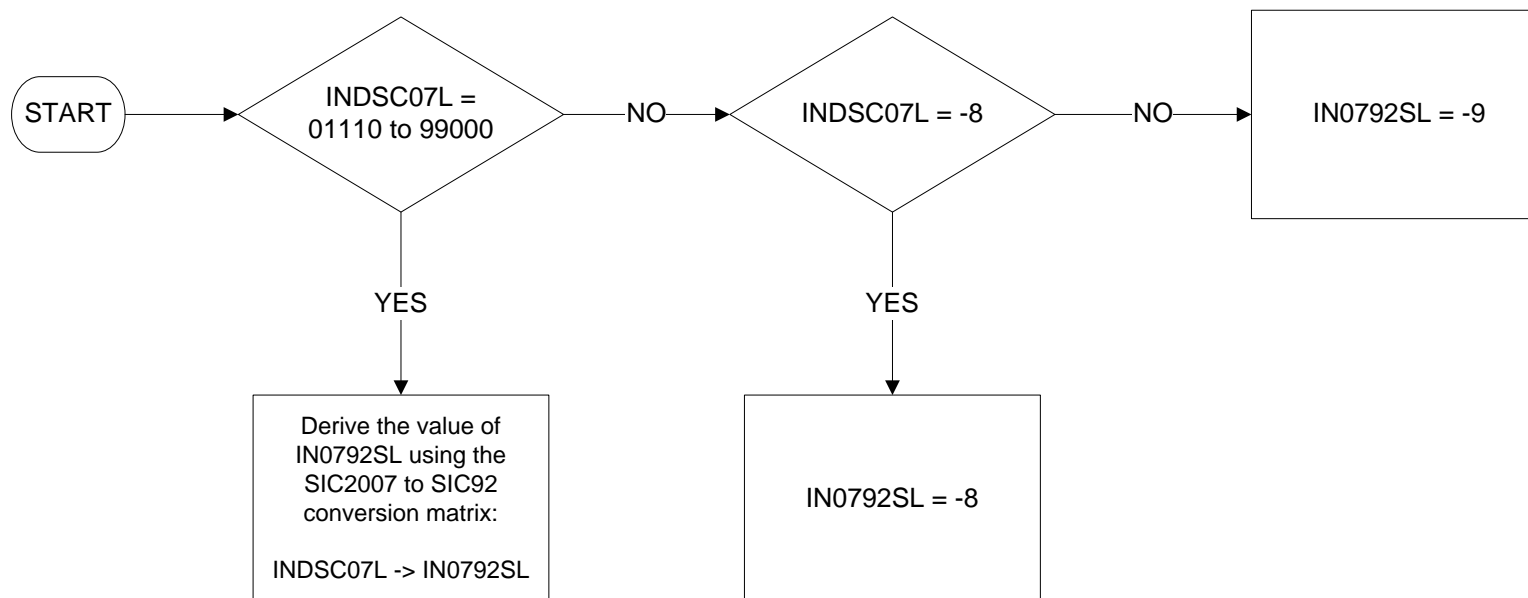 START
INDSC07L =
01110 to 99000
NO
INDSC07L = -8
NO
IN0792SL = -9
YES
YES
Derive the value of
IN0792SL using the
SIC2007 to SIC92
conversion matrix:
INDSC07L -> IN0792SL
IN0792SL = -8